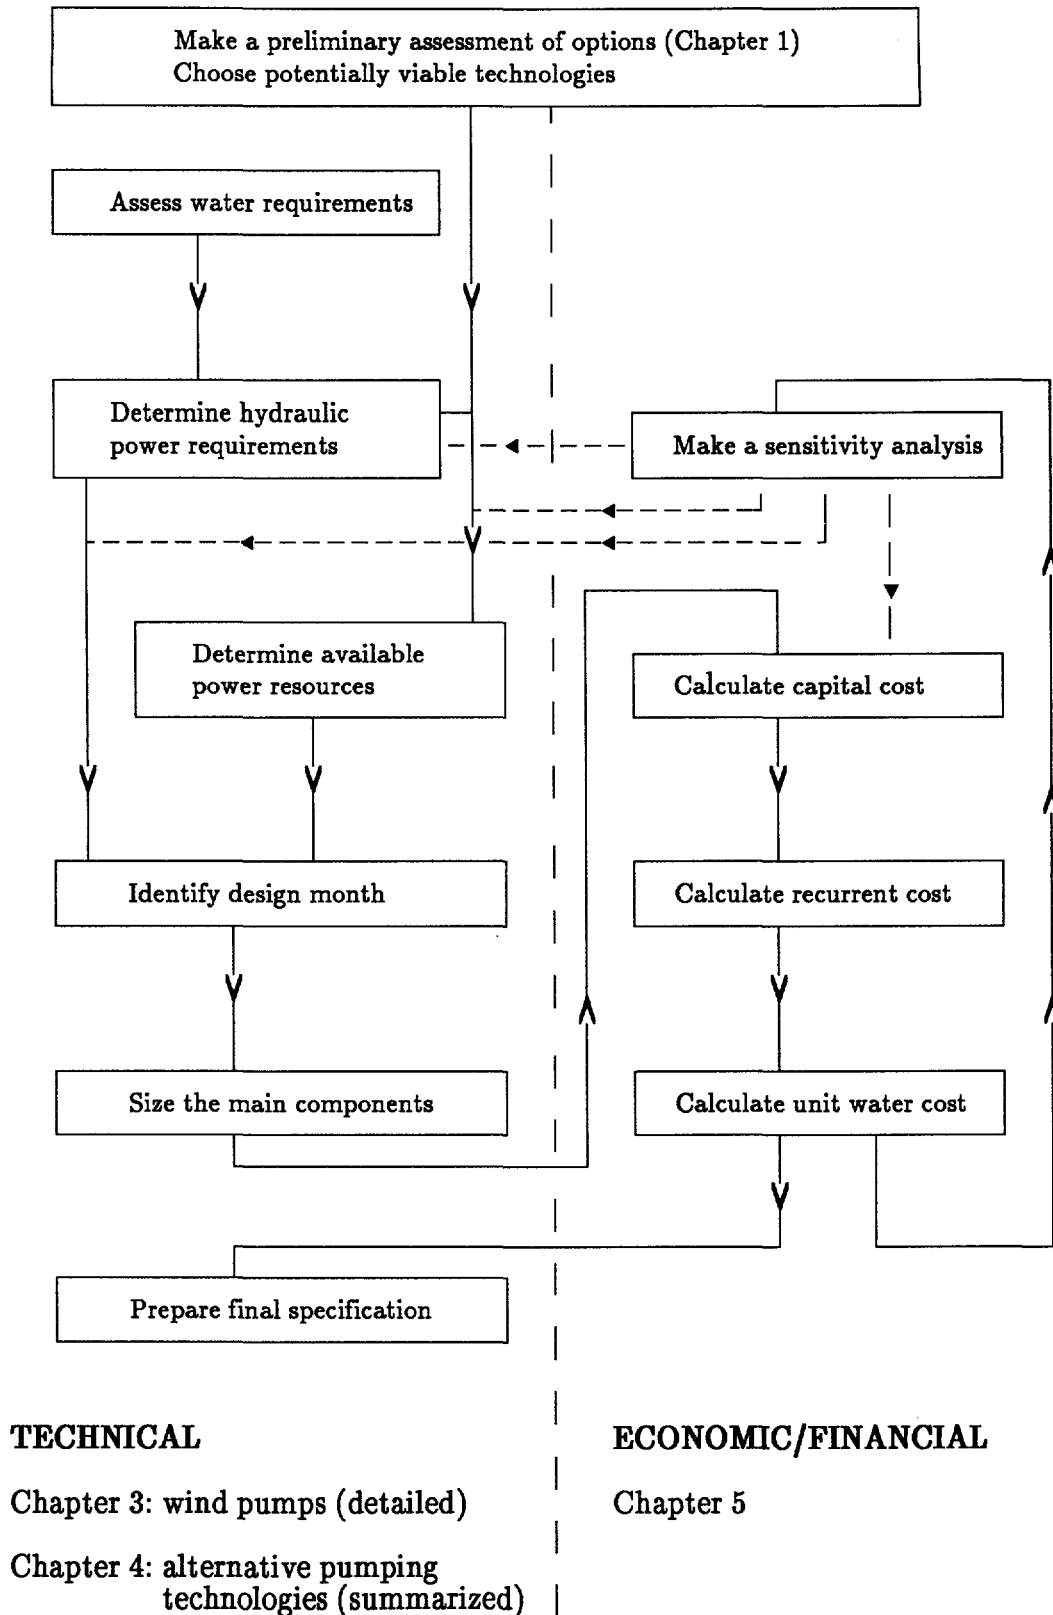 Make a preliminary assessment of options (Chapter 1)
Choose potentially viable technologies
Assess water requirements
Determine hydraulic
power requirements
Make a sensitivity analysis
Determine available
power resources
Calculate capital cost
Identify design month
Calculate recurrent cost
Size the main components
Calculate unit water cost
Prepare final specification
TECHNICAL
Chapter 3: wind pumps (detailed)
Chapter 4: alternative pumping
technologies (summarized)
ECONOMIC/FINANCIAL
Chapter 5